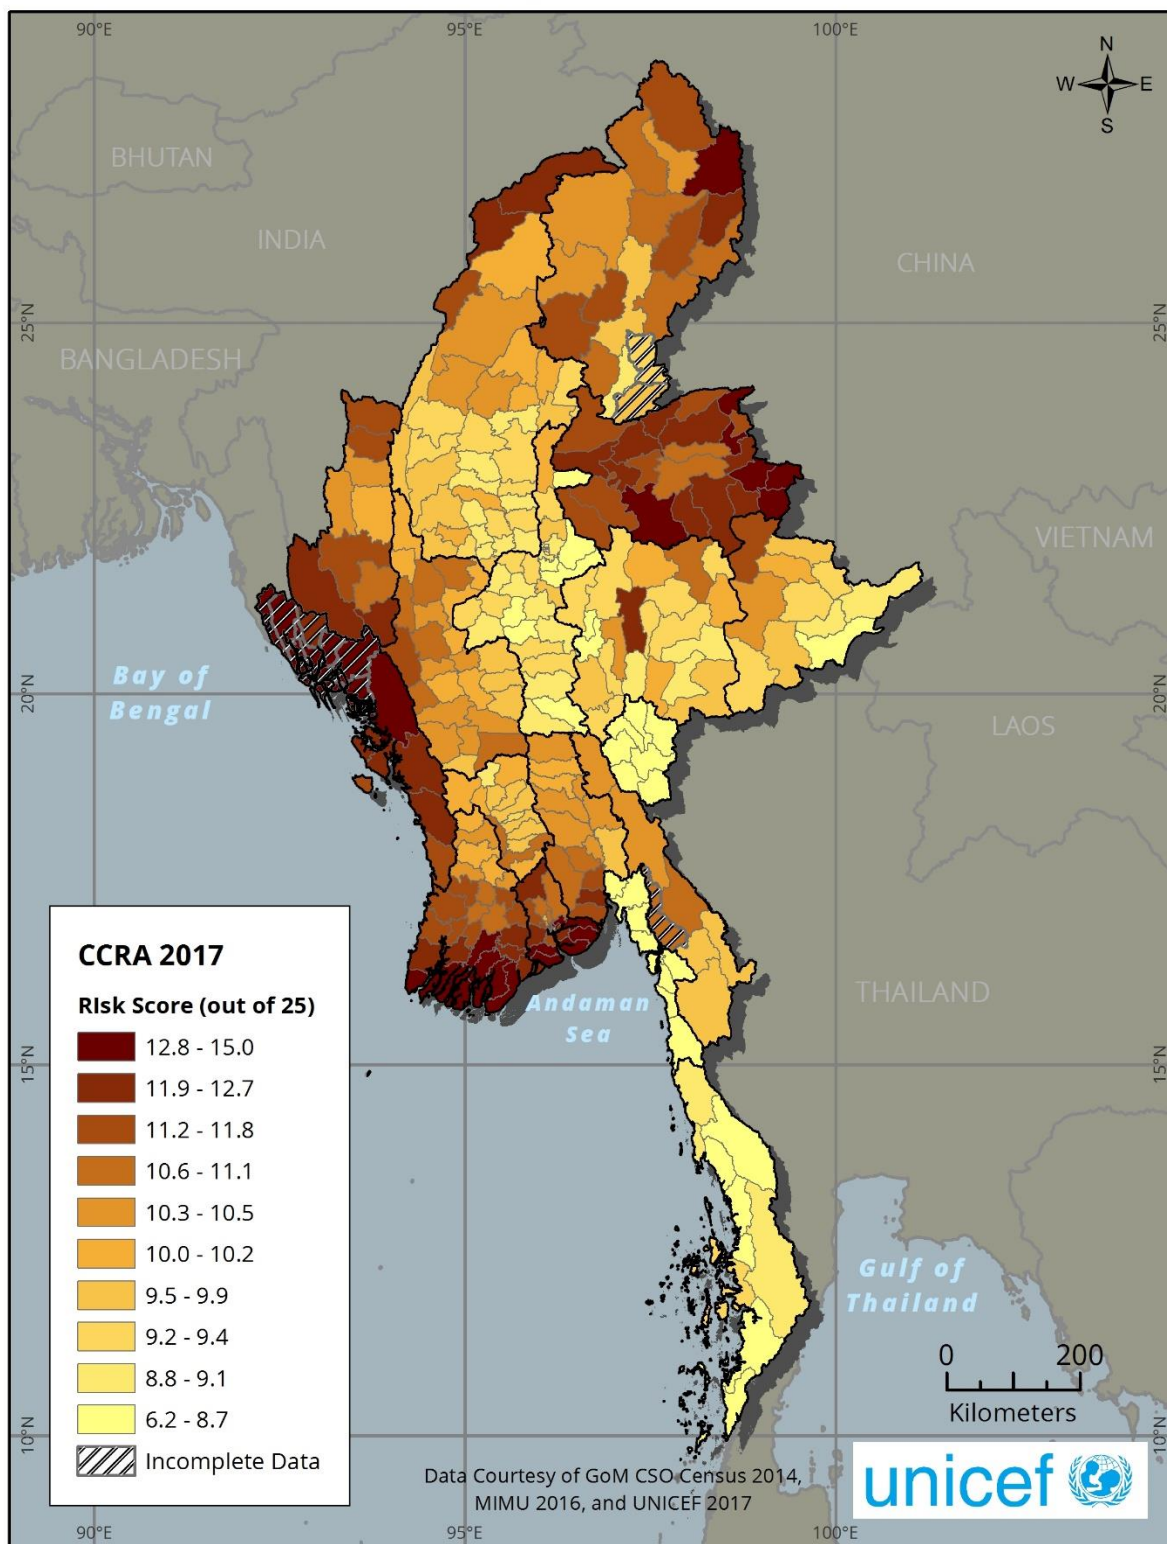 90°E
95°E
100°E
N
W E
S
BHUTAN
INDIA
CHINA
25°N
25°N
BANGLADESH
VIETNAM
Bay of
Bengal
20°N
20°N
LAOS
CCRA 2017
RIsk Score (out of 25)
12.8 - 15.0
11.9 - 12.7
11.2 - 11.8
10.6 - 11.1
10.3 - 10.5
10.0 - 10.2
9.5 - 9.9
9.2 - 9.4
8.8 - 9.1
6.2 - 8.7
Incomplete Data
Andaman
Sea
THAILAND
15°N
15°N
Gulf of
Thailand
0 200
Kilometers
10°N
10°N
Data Courtesy of GoM CSO Census 2014,
MIMU 2016, and UNICEF 2017
unicef
90°E
95°E
100°E